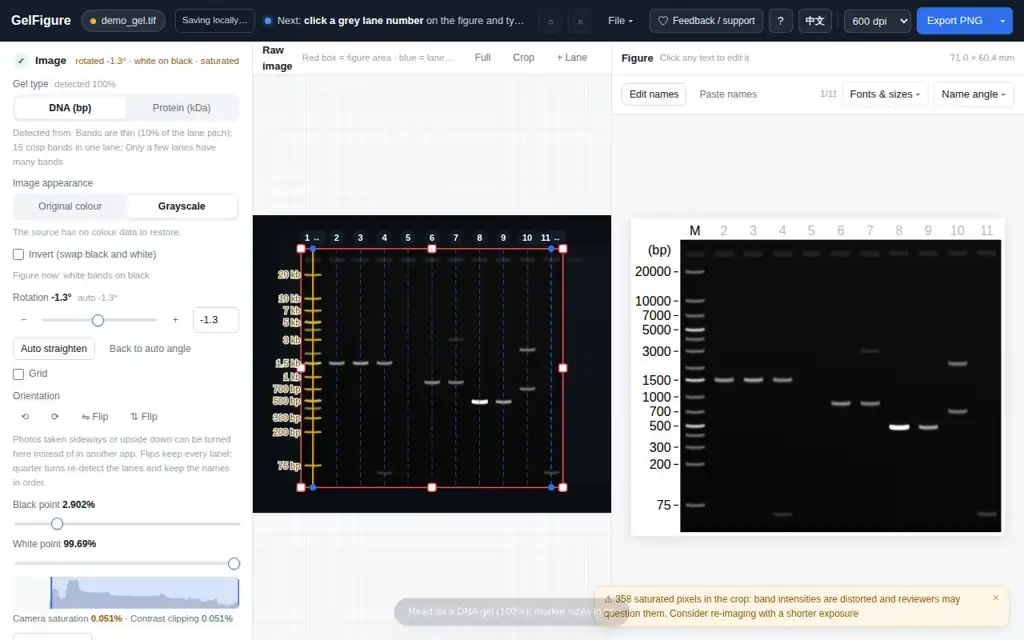 GelFigure
demo_gel.tif
Saving locally…
Next: click a grey lane number on the figure and ty…
File
♡ Feedback / support
?
中文
600 dpi
Export PNG
✓ Image
rotated -1.3° · white on black · saturated
Gel type detected 100%
DNA (bp)
Protein (kDa)
Detected from: Bands are thin (10% of the lane pitch);
15 crisp bands in one lane; Only a few lanes have
many bands
Image appearance
Original colour
Grayscale
The source has no colour data to restore.
Invert (swap black and white)
Figure now: white bands on black
Rotation -1.3° auto -1.3°
−
+
-1.3
Auto straighten
Back to auto angle
Grid
Orientation
⟲
⟳
⇋ Flip
⇅ Flip
Photos taken sideways or upside down can be turned
here instead of in another app. Flips keep every label;
quarter turns re-detect the lanes and keep the names
in order.
Black point 2.902%
White point 99.69%
Camera saturation 0.051% · Contrast clipping 0.051%
Raw
image
Red box = figure area · blue = lane…
Full
Crop
+ Lane
1 ↔ 2 3 4 5 6 7 8 9 10 11 ↔
20 kb
10 kb
7 kb
5 kb
3 kb
1.5 kb
1 kb
700 bp
500 bp
300 bp
200 bp
75 bp
Figure
Click any text to edit it
71.0 × 60.4 mm
Edit names
Paste names
1/11
Fonts & sizes
Name angle
M 2 3 4 5 6 7 8 9 10 11
(bp)
20000
10000
7000
5000
3000
1500
1000
700
500
300
200
75
Read as a DNA gel (100%): marker sizes in
⚠ 358 saturated pixels in the crop: band intensities are distorted and reviewers may
question them. Consider re-imaging with a shorter exposure
×